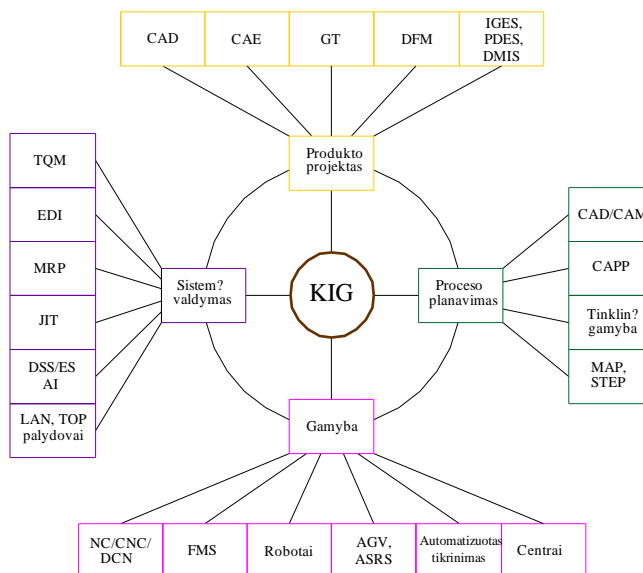 CAD
CAE
GT
DFM
IGES,
PDES,
DMIS
Produkto
projektas
TQM
EDI
MRP
JIT
DSS/ES
AI
LAN, TOP
palydovai
Sistem?
valdymas
KIG
Proceso
planavimas
CAD/CAM
CAPP
Tinklin?
gamyba
MAP,
STEP
Gamyba
NC/CNC/
DCN
FMS
Robotai
AGV,
ASRS
Automatizuotas
tikrinimas
Centrai